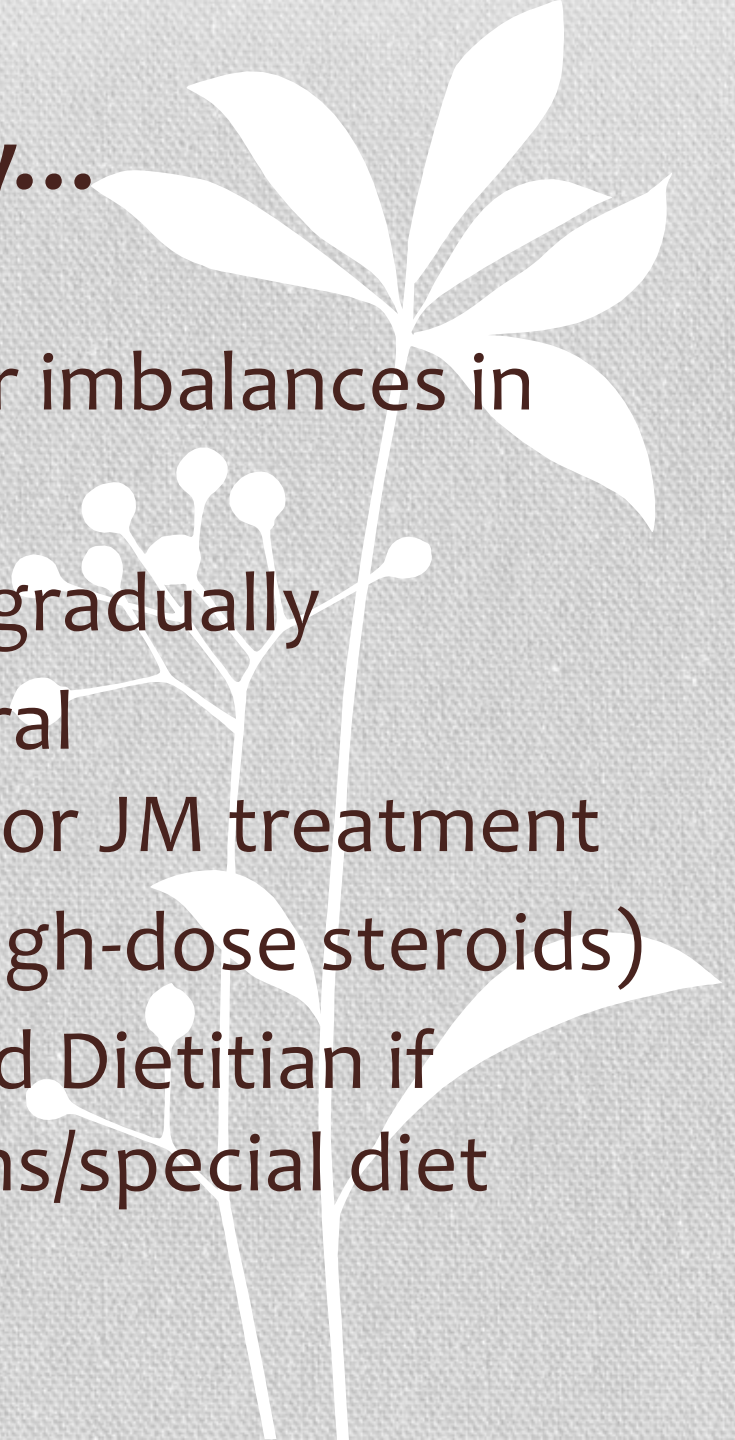 y...
r imbalances in
gradually
ral
or JM treatment
gh-dose steroids)
d Dietitian if
ns/special diet